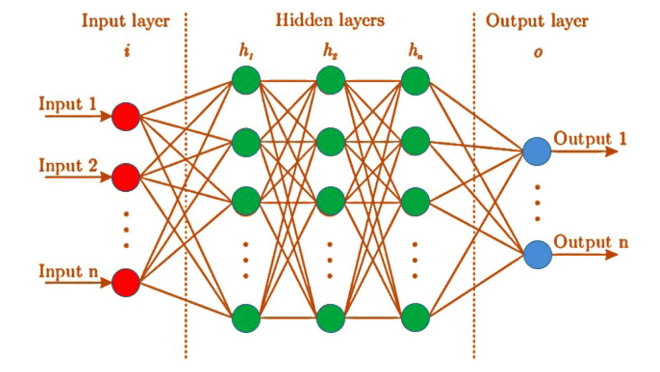 Input layer
Hidden layers
Output layer
i
h₁
h₂
hₙ
o
Input 1
Input 2
Input n
Output 1
Output n